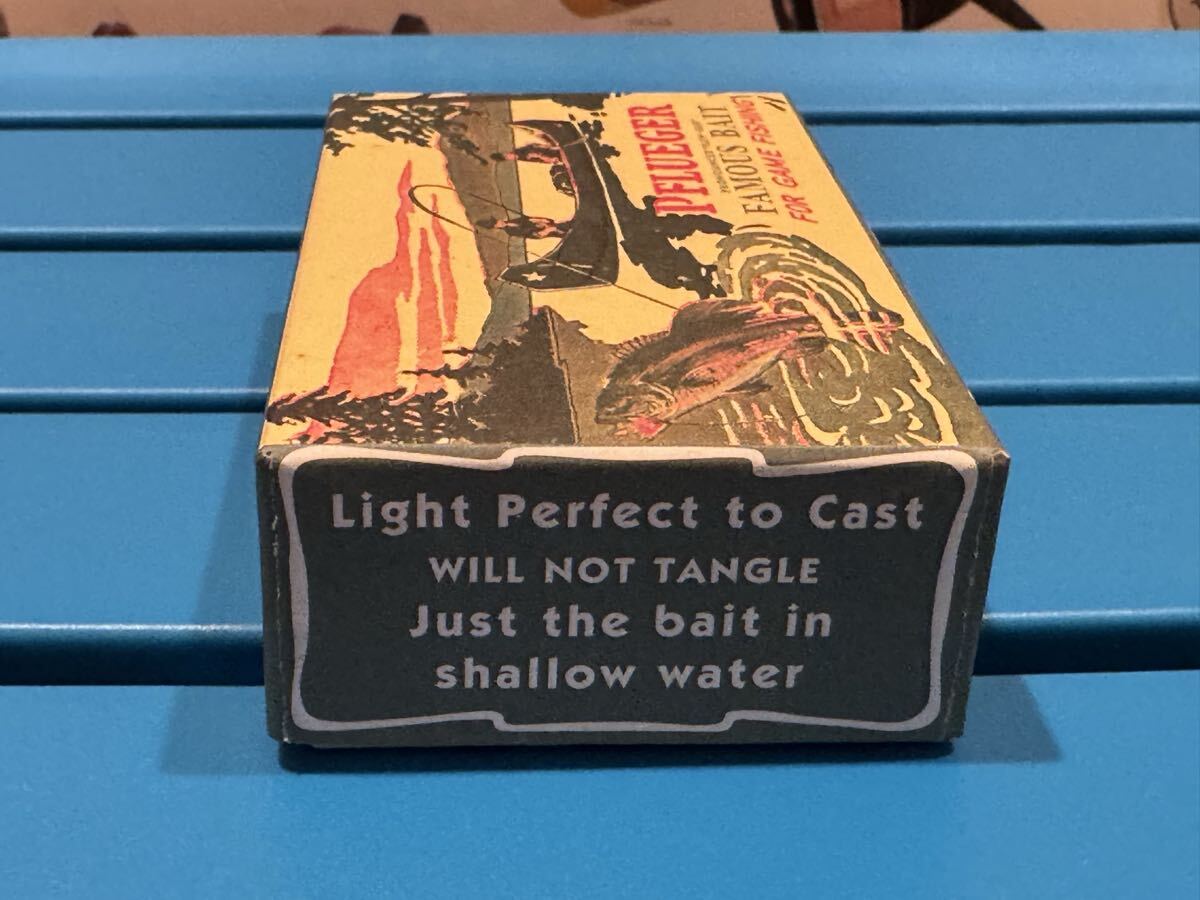 PFLUEGER
FAMOUS BAIT
FOR GAME FISHING
Light Perfect to Cast
WILL NOT TANGLE
Just the bait in
shallow water